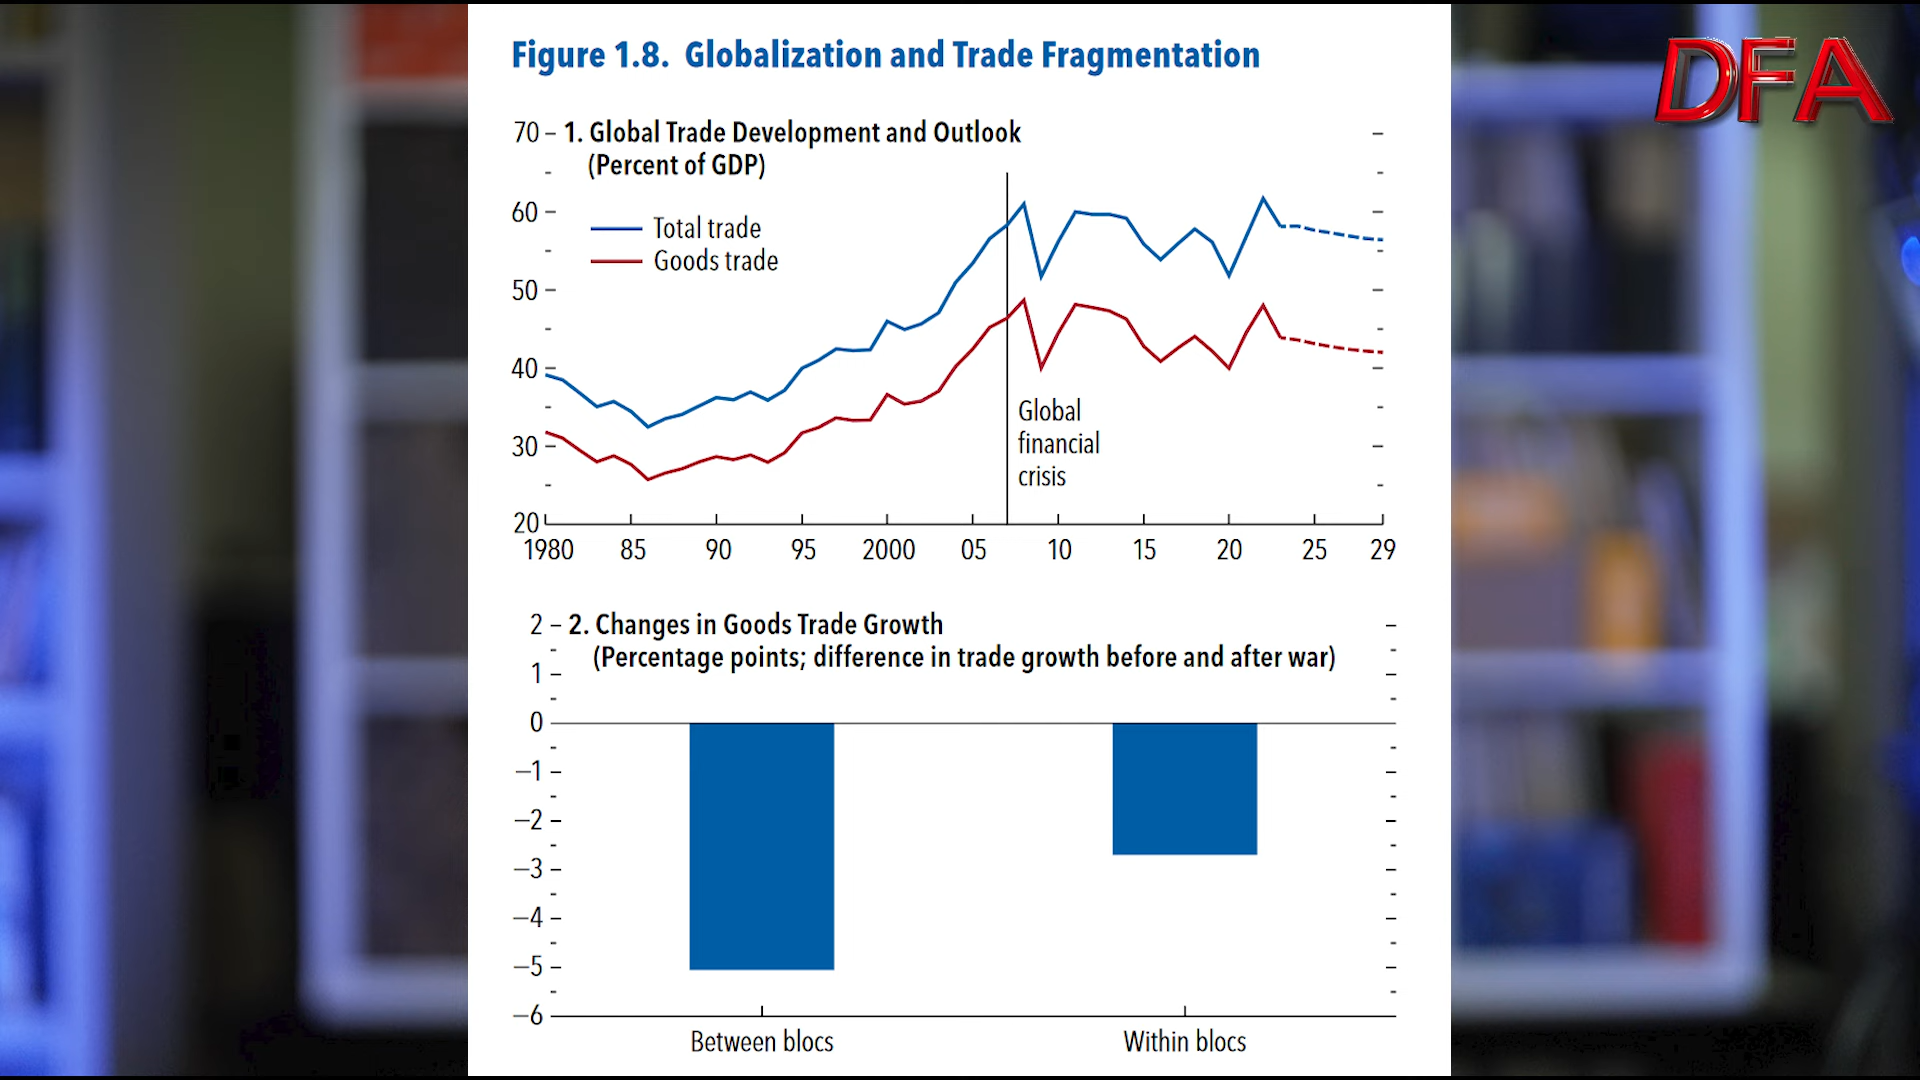 DFA
Figure 1.8. Globalization and Trade Fragmentation
70
1. Global Trade Development and Outlook
(Percent of GDP)
60
Total trade
Goods trade
50
40
Global
financial
crisis
30
20
1980 85 90 95 2000 05 10 15 20 25 29
2
2. Changes in Goods Trade Growth
(Percentage points; difference in trade growth before and after war)
1
0
–1
–2
–3
–4
–5
–6
Between blocs Within blocs